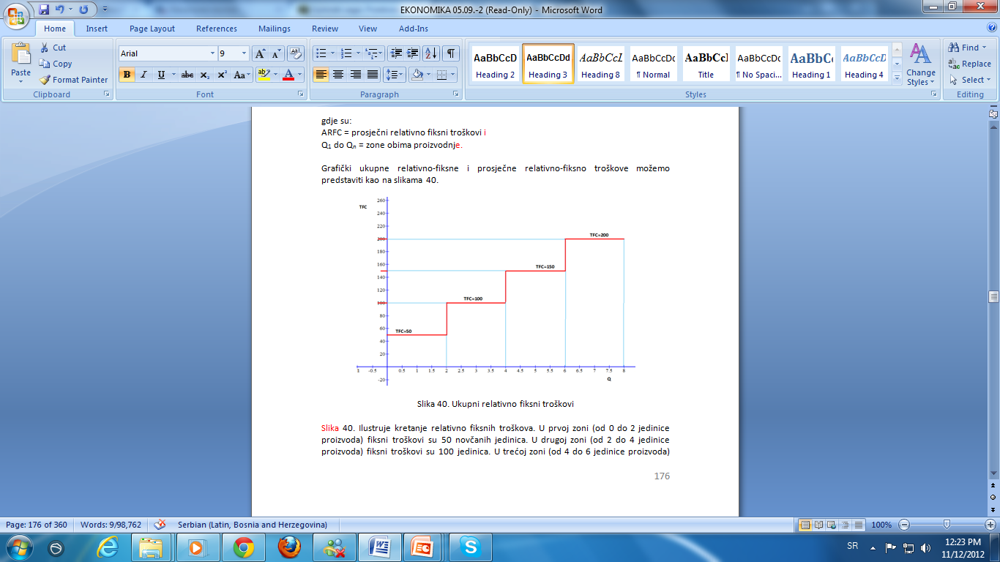 EKONOMIKA 05.09.-2 (Read-Only) - Microsoft Word
Home Insert Page Layout References Mailings Review View Add-Ins
Paste
Cut
Copy
Format Painter
Clipboard
Arial 9
B I U abc x₂ x² Aa
ab A
Font
Paragraph
AaBbCcD AaBbCcDd AaBbCcL AaBbCcDc AaBbCcl AaBbCcDc AaBbC AaBbCcD
Heading 2 Heading 3 Heading 8 ¶ Normal Title ¶ No Spaci... Heading 1 Heading 4
Styles
Change
Styles
Find
Replace
Select
Editing
gdje su:
ARFC = prosječni relativno fiksni troškovi i
Q1 do Qn = zone obima proizvodnje.
Grafički ukupne relativno-fiksne i prosječne relativno-fiksno troškove možemo
predstaviti kao na slikama 40.
TFC
260
240
220
200
180
160
140
120
100
80
60
40
20
-20
TFC=200
TFC=150
TFC=100
TFC=50
-0.5 0.5 1 1.5 2 2.5 3 3.5 4 4.5 5 5.5 6 6.5 7 7.5 8
Q
Slika 40. Ukupni relativno fiksni troškovi
Slika 40. Ilustruje kretanje relativno fiksnih troškova. U prvoj zoni (od 0 do 2 jedinice
proizvoda) fiksni troškovi su 50 novčanih jedinica. U drugoj zoni (od 2 do 4 jedinice
proizvoda) fiksni troškovi su 100 jedinica. U trećoj zoni (od 4 do 6 jedinice proizvoda)
176
Page: 176 of 360 Words: 9/98,762 Serbian (Latin, Bosnia and Herzegovina) 100%
SR
12:23 PM
11/12/2012